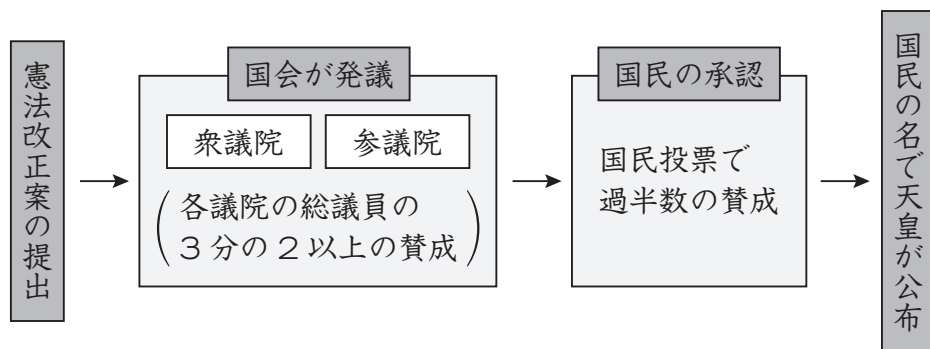 憲法改正案の提出
国会が発議
衆議院
参議院
各議院の総議員の
3分の2以上の賛成
国民の承認
国民投票で
過半数の賛成
国民の名で天皇が公布